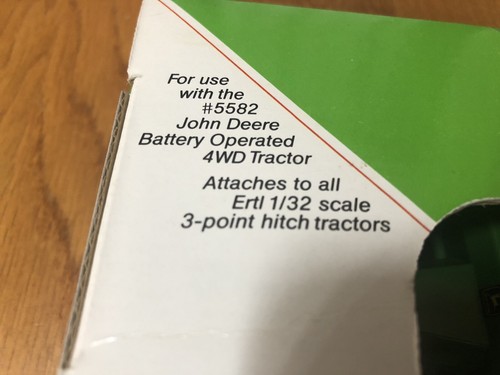 For use
with the
#5582
John Deere
Battery Operated
4WD Tractor
Attaches to all
Ertl 1/32 scale
3-point hitch tractors